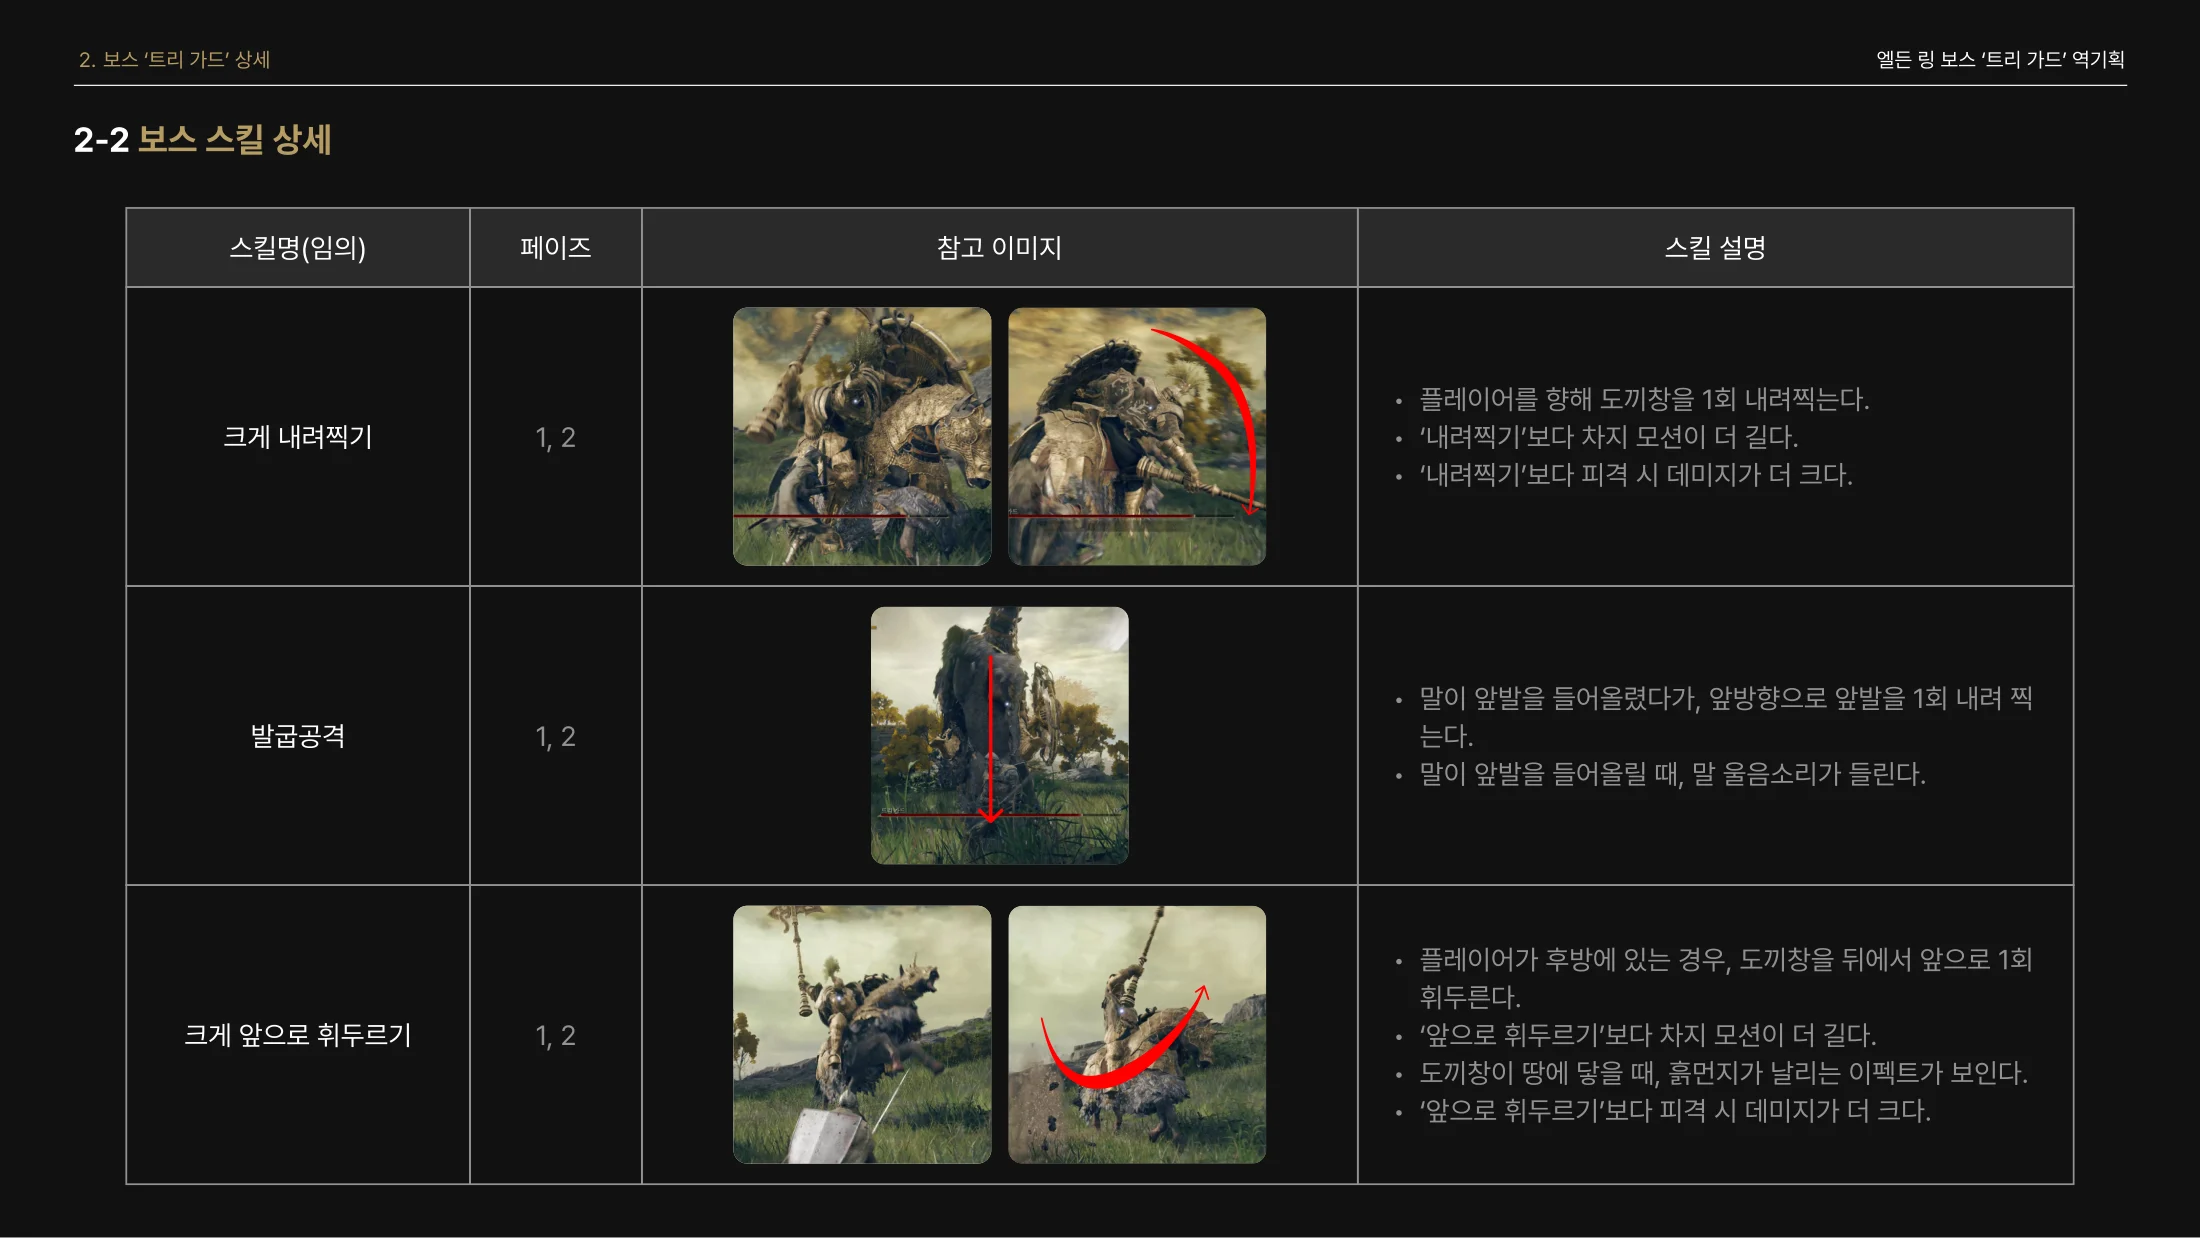 2. 보스 ‘트리 가드’ 상세
엘든 링 보스 ‘트리 가드’ 역기획
2-2 보스 스킬 상세
스킬명(임의)
페이즈
참고 이미지
스킬 설명
크게 내려찍기
1, 2
• 플레이어를 향해 도끼창을 1회 내려찍는다.
• ‘내려찍기’보다 차지 모션이 더 길다.
• ‘내려찍기’보다 피격 시 데미지가 더 크다.
발굽공격
1, 2
• 말이 앞발을 들어올렸다가, 앞방향으로 앞발을 1회 내려 찍
는다.
• 말이 앞발을 들어올릴 때, 말 울음소리가 들린다.
크게 앞으로 휘두르기
1, 2
• 플레이어가 후방에 있는 경우, 도끼창을 뒤에서 앞으로 1회
휘두른다.
• ‘앞으로 휘두르기’보다 차지 모션이 더 길다.
• 도끼창이 땅에 닿을 때, 흙먼지가 날리는 이펙트가 보인다.
• ‘앞으로 휘두르기’보다 피격 시 데미지가 더 크다.